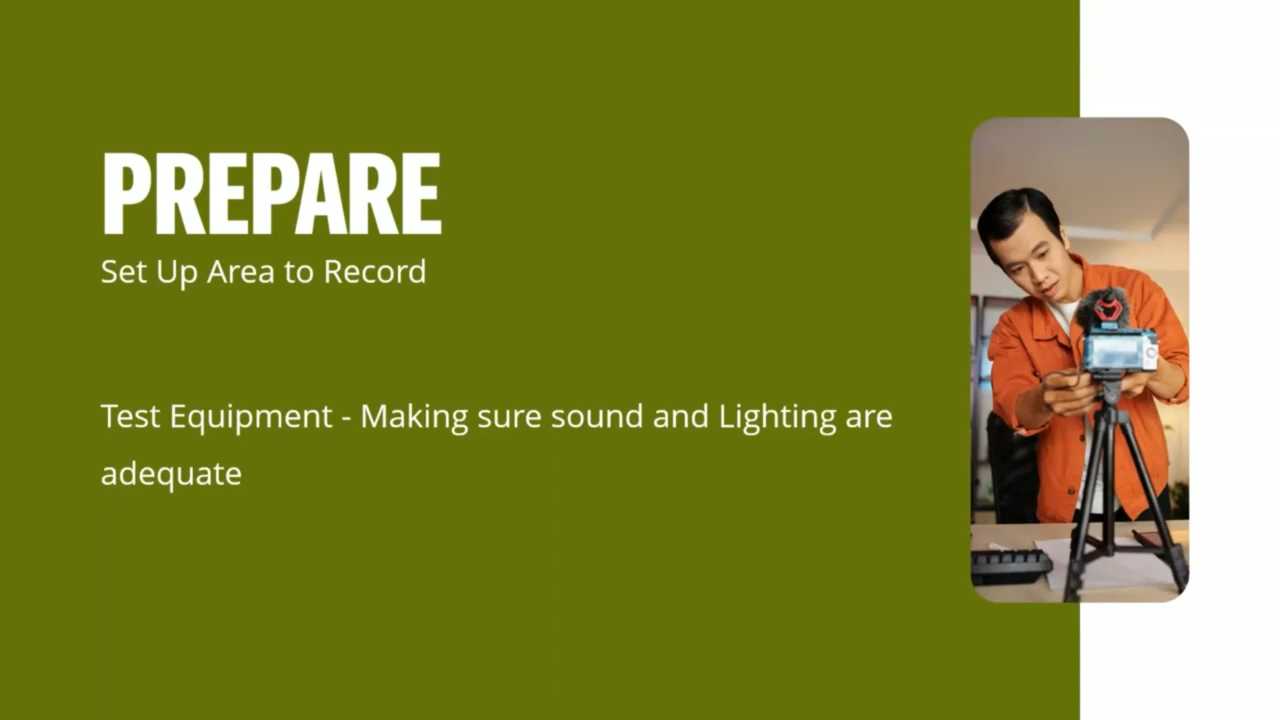 PREPARE
Set Up Area to Record
Test Equipment - Making sure sound and Lighting are
adequate